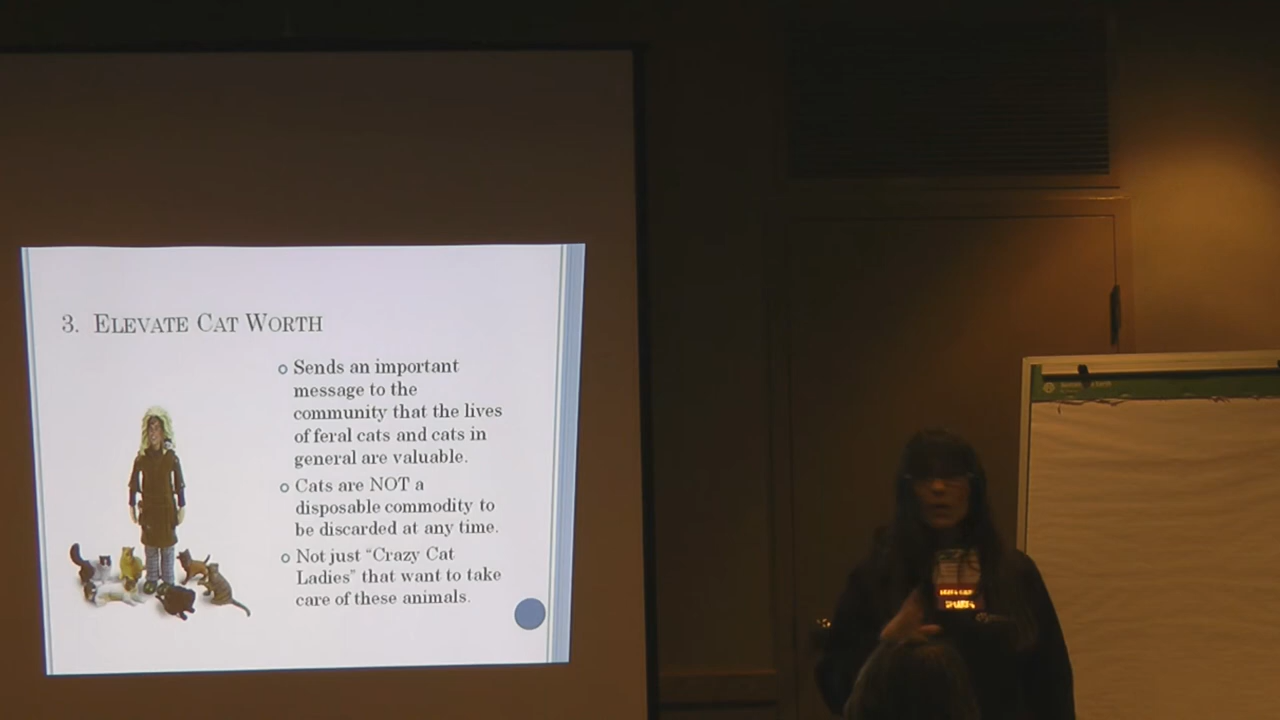 3. Elevate Cat Worth
Sends an important
message to the
community that the lives
of feral cats and cats in
general are valuable.
Cats are NOT a
disposable commodity to
be discarded at any time.
Not just “Crazy Cat
Ladies” that want to take
care of these animals.